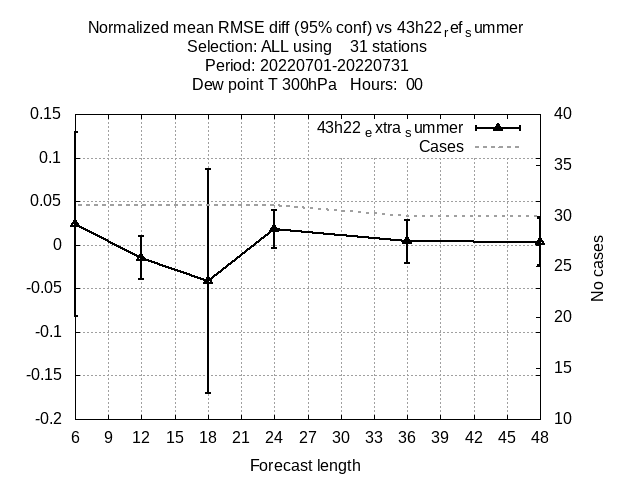 Normalized mean RMSE diff (95% conf) vs 43h22refsummer
Selection: ALL using 31 stations
Period: 20220701-20220731
Dew point T 300hPa Hours: 00
43h22extrasummer
Cases
0.15
0.1
0.05
0
-0.05
-0.1
-0.15
-0.2
40
35
30
25
20
15
10
No cases
6 9 12 15 18 21 24 27 30 33 36 39 42 45 48
Forecast length